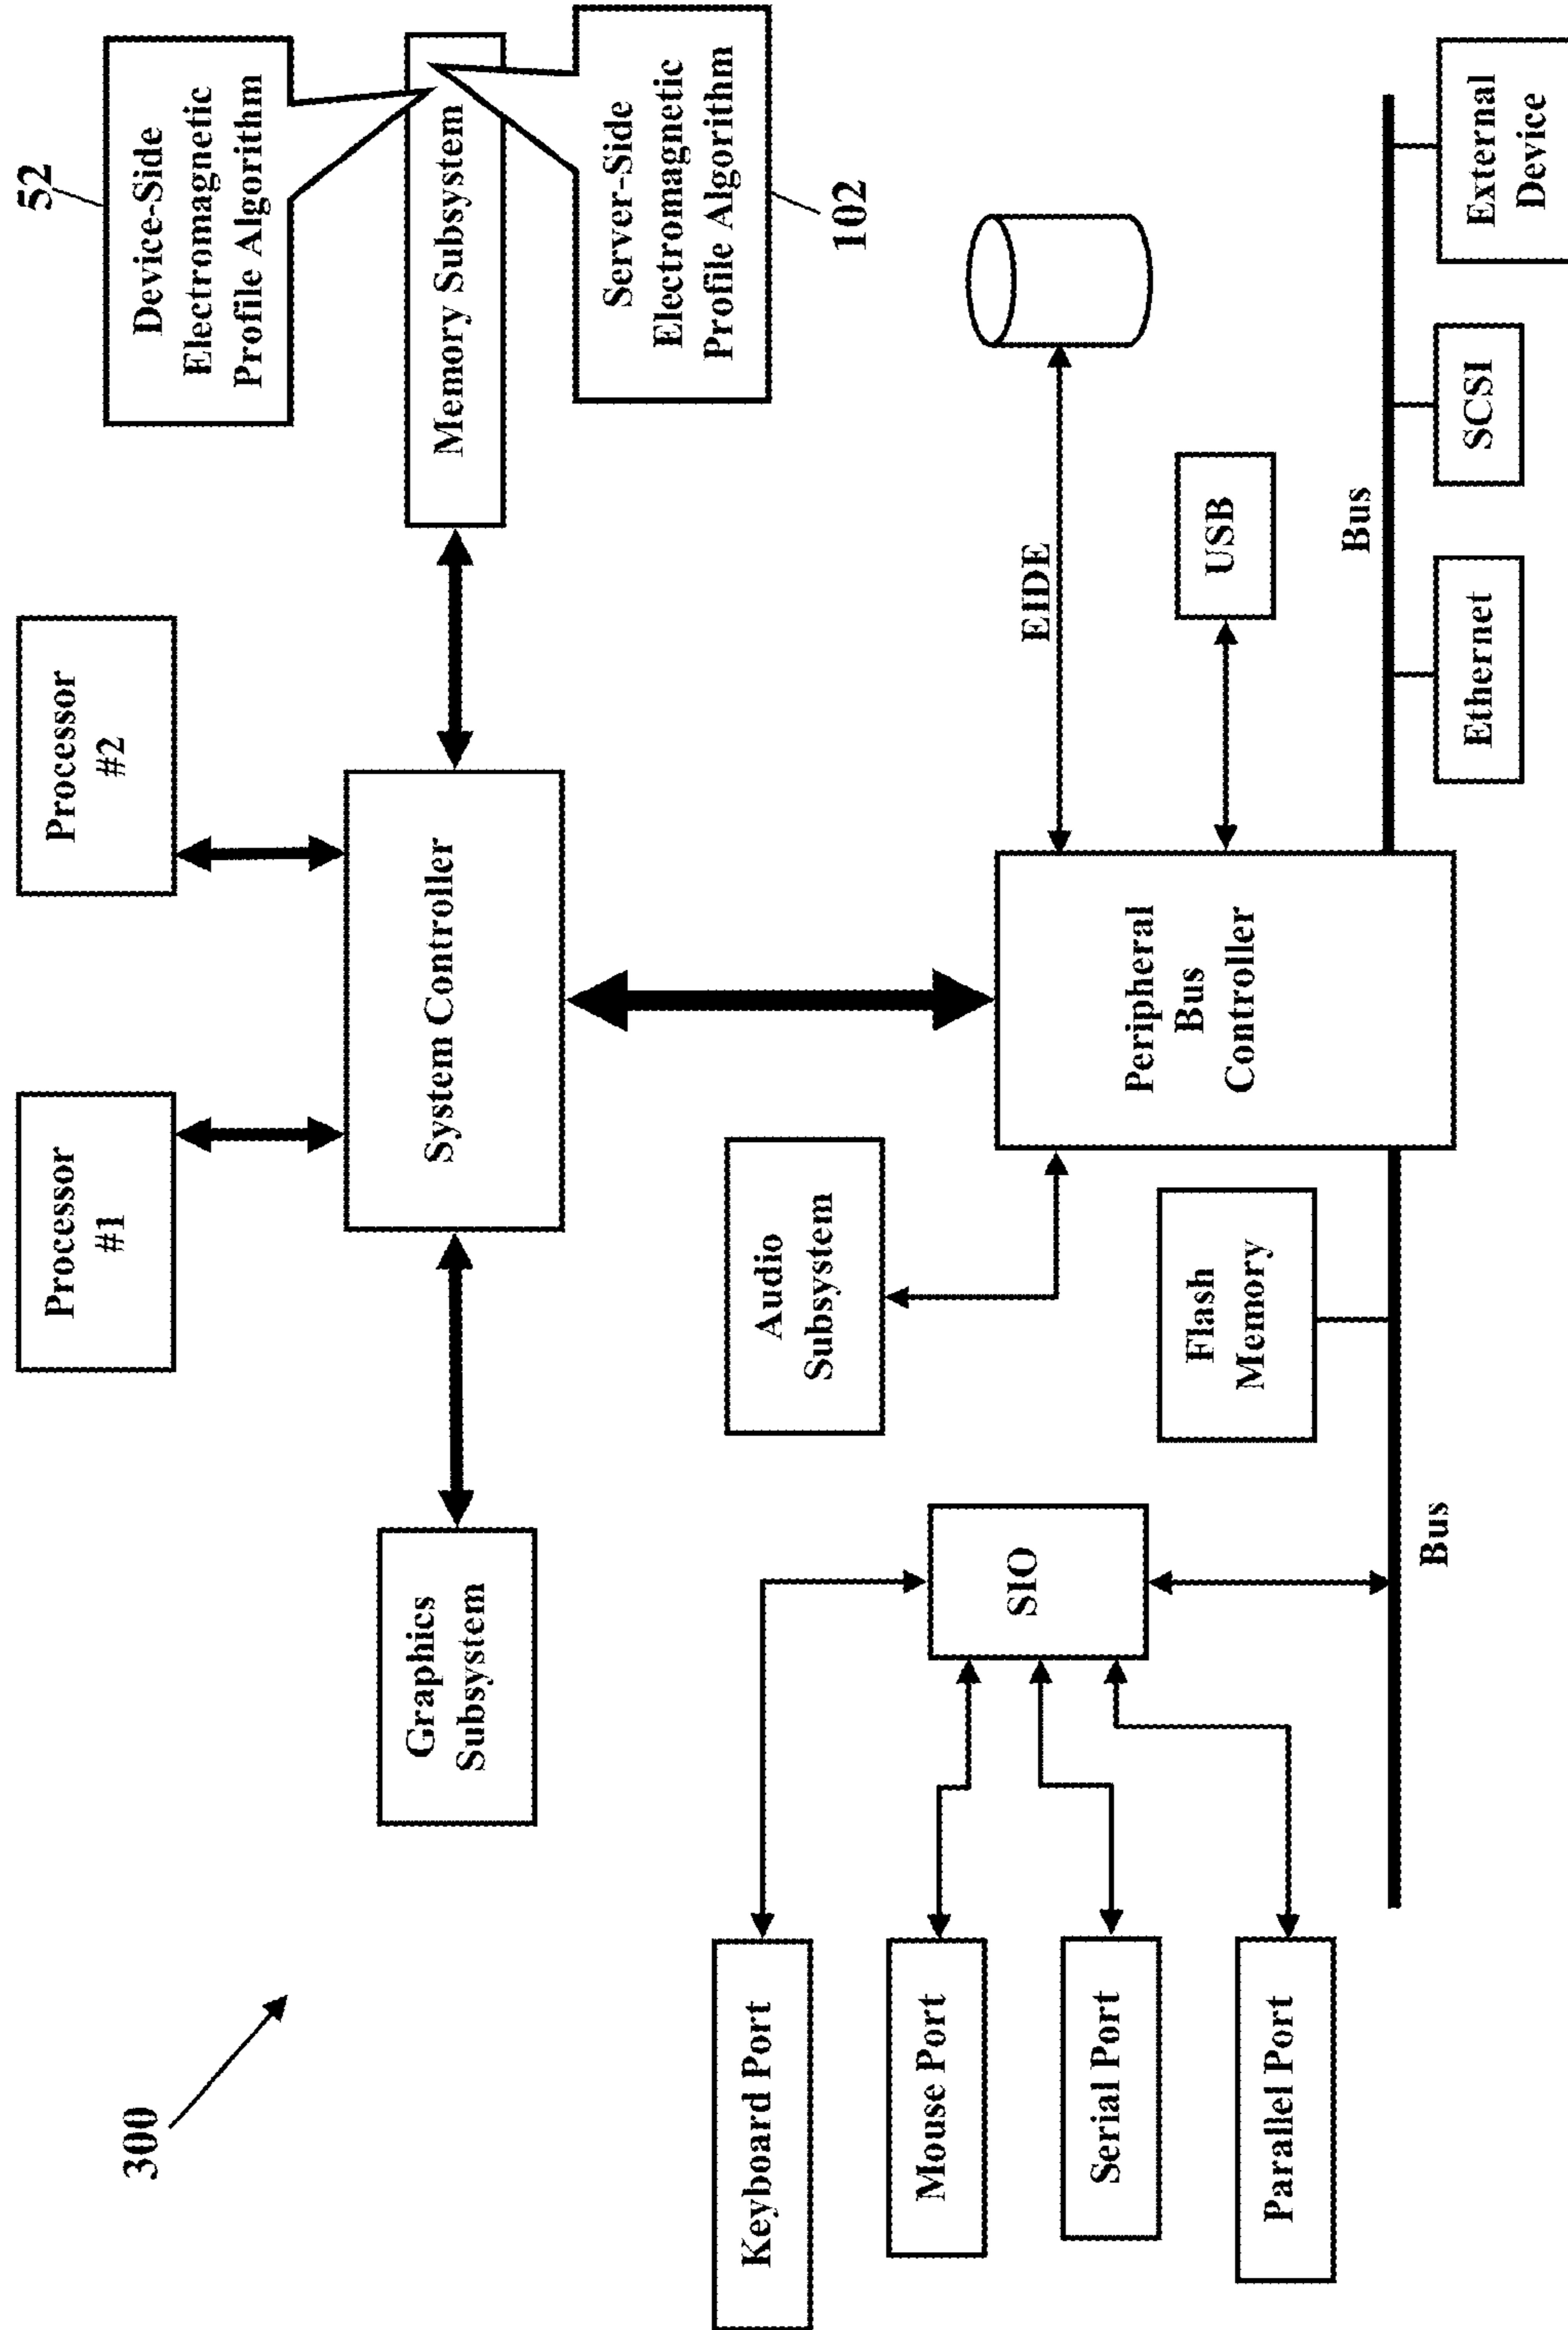 300
Processor
#1
Processor
#2
52
Device-Side
Electromagnetic
Profile Algorithm
Graphics
Subsystem
System Controller
Memory Subsystem
Server-Side
Electromagnetic
Profile Algorithm
102
Keyboard Port
Mouse Port
Serial Port
Parallel Port
SIO
Audio
Subsystem
Flash
Memory
Peripheral
Bus
Controller
EIDE
USB
Bus
Bus
Ethernet
SCSI
External
Device